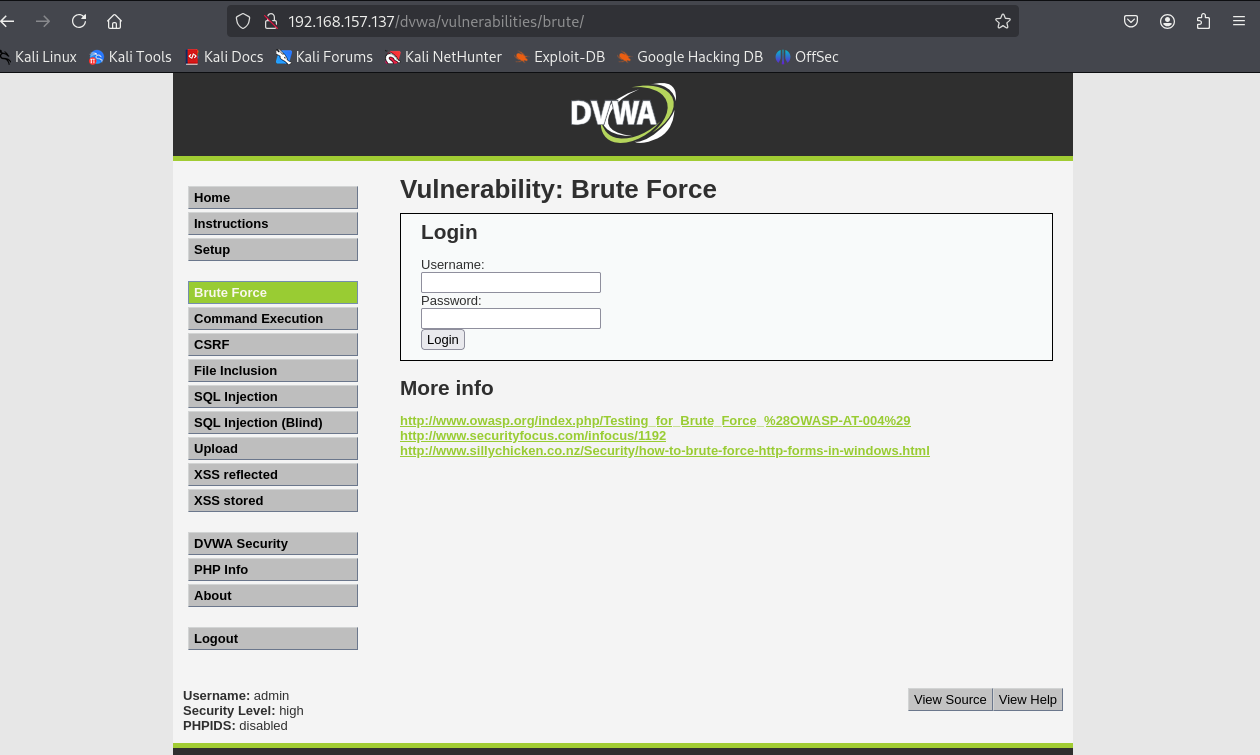 192.168.157.137/dvwa/vulnerabilities/brute/
Kali Linux Kali Tools Kali Docs Kali Forums Kali NetHunter Exploit-DB Google Hacking DB OffSec
DVWA
Home
Instructions
Setup
Brute Force
Command Execution
CSRF
File Inclusion
SQL Injection
SQL Injection (Blind)
Upload
XSS reflected
XSS stored
DVWA Security
PHP Info
About
Logout
Vulnerability: Brute Force
Login
Username:
Password:
Login
More info
http://www.owasp.org/index.php/Testing_for_Brute_Force_%28OWASP-AT-004%29
http://www.securityfocus.com/infocus/1192
http://www.sillychicken.co.nz/Security/how-to-brute-force-http-forms-in-windows.html
Username: admin
Security Level: high
PHPIDS: disabled
View Source View Help